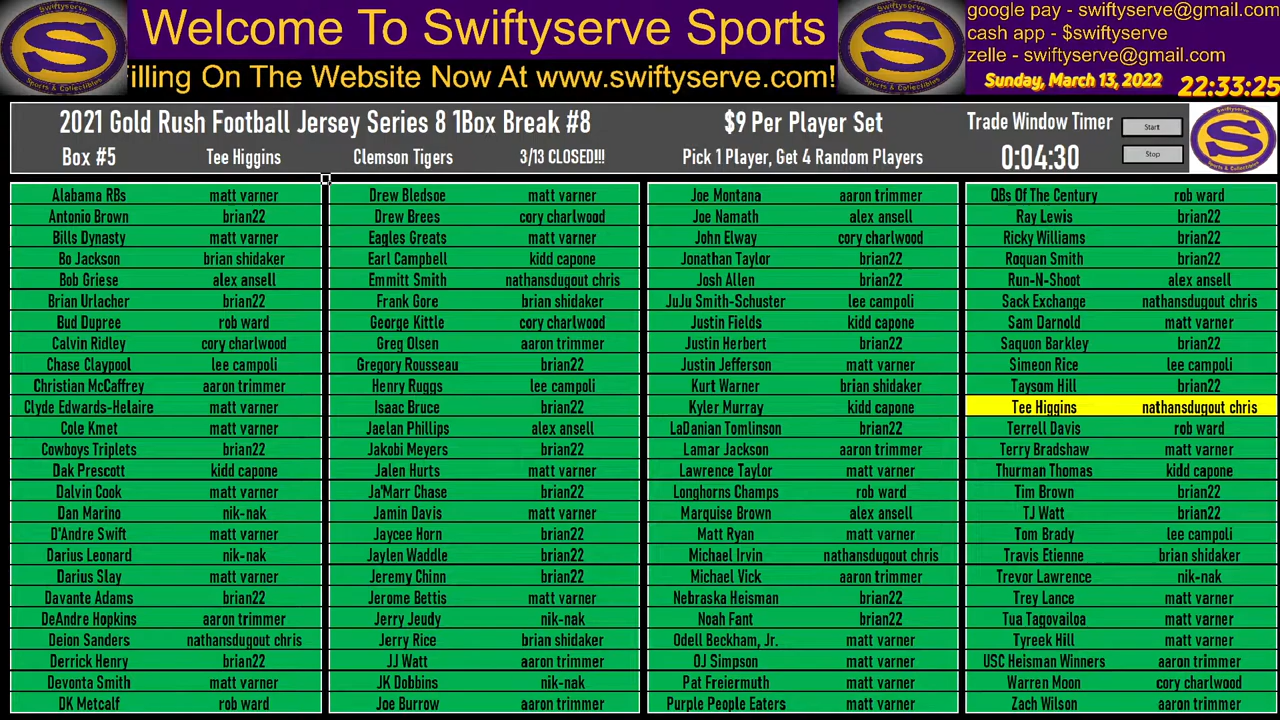 Welcome To Swiftyserve Sports
illing On The Website Now At www.swiftyserve.com!
google pay - swiftyserve@gmail.com
cash app - $swiftyserve
zelle - swiftyserve@gmail.com
Sunday, March 13, 2022 22:33:25
Swiftyserve
S
Sports & Collectibles
Swiftyserve
S
Sports & Collectibles
2021 Gold Rush Football Jersey Series 8 1Box Break #8 $9 Per Player Set Trade Window Timer Start
Box #5 Tee Higgins Clemson Tigers 3/13 CLOSED!!! Pick 1 Player, Get 4 Random Players 0:04:30 Stop
Swiftyserve
S
Sports & Collectibles
Alabama RBs matt varner Drew Bledsoe matt varner Joe Montana aaron trimmer QBs Of The Century rob ward
Antonio Brown brian22 Drew Brees cory charlwood Joe Namath alex ansell Ray Lewis brian22
Bills Dynasty matt varner Eagles Greats matt varner John Elway cory charlwood Ricky Williams brian22
Bo Jackson brian shidaker Earl Campbell kidd capone Jonathan Taylor brian22 Roquan Smith brian22
Bob Griese alex ansell Emmitt Smith nathansdugout chris Josh Allen brian22 Run-N-Shoot alex ansell
Brian Urlacher brian22 Frank Gore brian shidaker JuJu Smith-Schuster lee campoli Sack Exchange nathansdugout chris
Bud Dupree rob ward George Kittle cory charlwood Justin Fields kidd capone Sam Darnold matt varner
Calvin Ridley cory charlwood Greg Olsen aaron trimmer Justin Herbert brian22 Saquon Barkley brian22
Chase Claypool lee campoli Gregory Rousseau brian22 Justin Jefferson matt varner Simeon Rice lee campoli
Christian McCaffrey aaron trimmer Henry Ruggs lee campoli Kurt Warner brian shidaker Taysom Hill brian22
Clyde Edwards-Helaire matt varner Isaac Bruce brian22 Kyler Murray kidd capone Tee Higgins nathansdugout chris
Cole Kmet matt varner Jaelan Phillips alex ansell LaDanian Tomlinson brian22 Terrell Davis rob ward
Cowboys Triplets brian22 Jakobi Meyers brian22 Lamar Jackson aaron trimmer Terry Bradshaw matt varner
Dak Prescott kidd capone Jalen Hurts matt varner Lawrence Taylor matt varner Thurman Thomas kidd capone
Dalvin Cook matt varner Ja'Marr Chase brian22 Longhorns Champs rob ward Tim Brown brian22
Dan Marino nik-nak Jamin Davis matt varner Marquise Brown alex ansell TJ Watt brian22
D'Andre Swift matt varner Jaycee Horn brian22 Matt Ryan matt varner Tom Brady lee campoli
Darius Leonard nik-nak Jaylen Waddle brian22 Michael Irvin nathansdugout chris Travis Etienne brian shidaker
Darius Slay matt varner Jeremy Chinn brian22 Michael Vick aaron trimmer Trevor Lawrence nik-nak
Davante Adams brian22 Jerome Bettis matt varner Nebraska Heisman brian22 Trey Lance matt varner
DeAndre Hopkins aaron trimmer Jerry Jeudy nik-nak Noah Fant brian22 Tua Tagovailoa matt varner
Deion Sanders nathansdugout chris Jerry Rice brian shidaker Odell Beckham, Jr. matt varner Tyreek Hill matt varner
Derrick Henry brian22 JJ Watt aaron trimmer OJ Simpson matt varner USC Heisman Winners aaron trimmer
Devonta Smith matt varner JK Dobbins nik-nak Pat Freiermuth matt varner Warren Moon cory charlwood
DK Metcalf rob ward Joe Burrow aaron trimmer Purple People Eaters matt varner Zach Wilson aaron trimmer